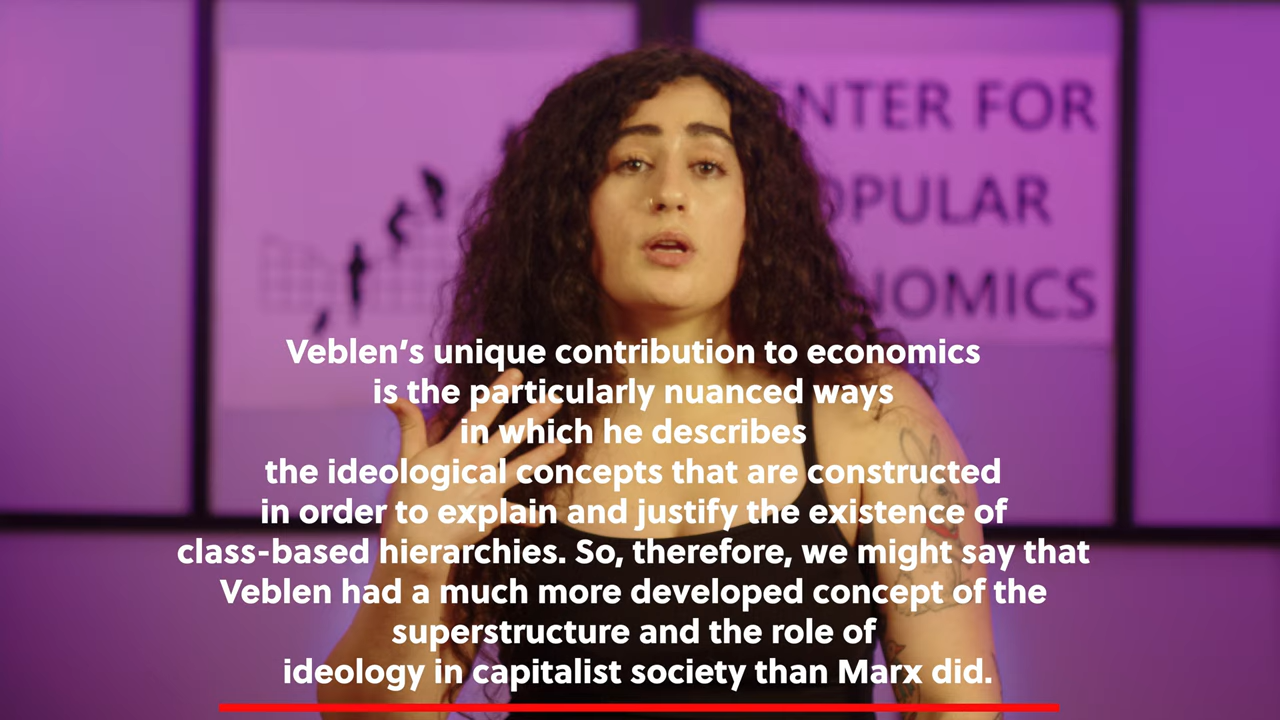 ENTER FOR
OPULAR
NOMICS
Veblen's unique contribution to economics
is the particularly nuanced ways
in which he describes
the ideological concepts that are constructed
in order to explain and justify the existence of
class-based hierarchies. So, therefore, we might say that
Veblen had a much more developed concept of the
superstructure and the role of
ideology in capitalist society than Marx did.